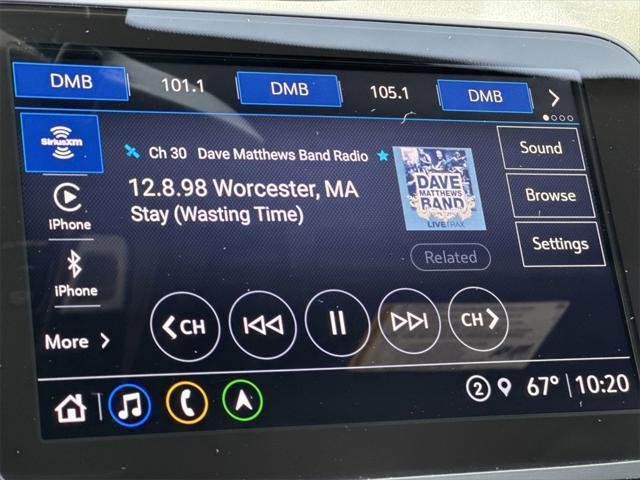 DMB 101.1 DMB 105.1 DMB
SiriusXM
Ch 30 Dave Matthews Band Radio
12.8.98 Worcester, MA
Stay (Wasting Time)
DAVE
MATTHEWS
BAND
LIVETRAX
Related
Sound
Browse
Settings
iPhone
iPhone
More
CH
CH
2 67° 10:20